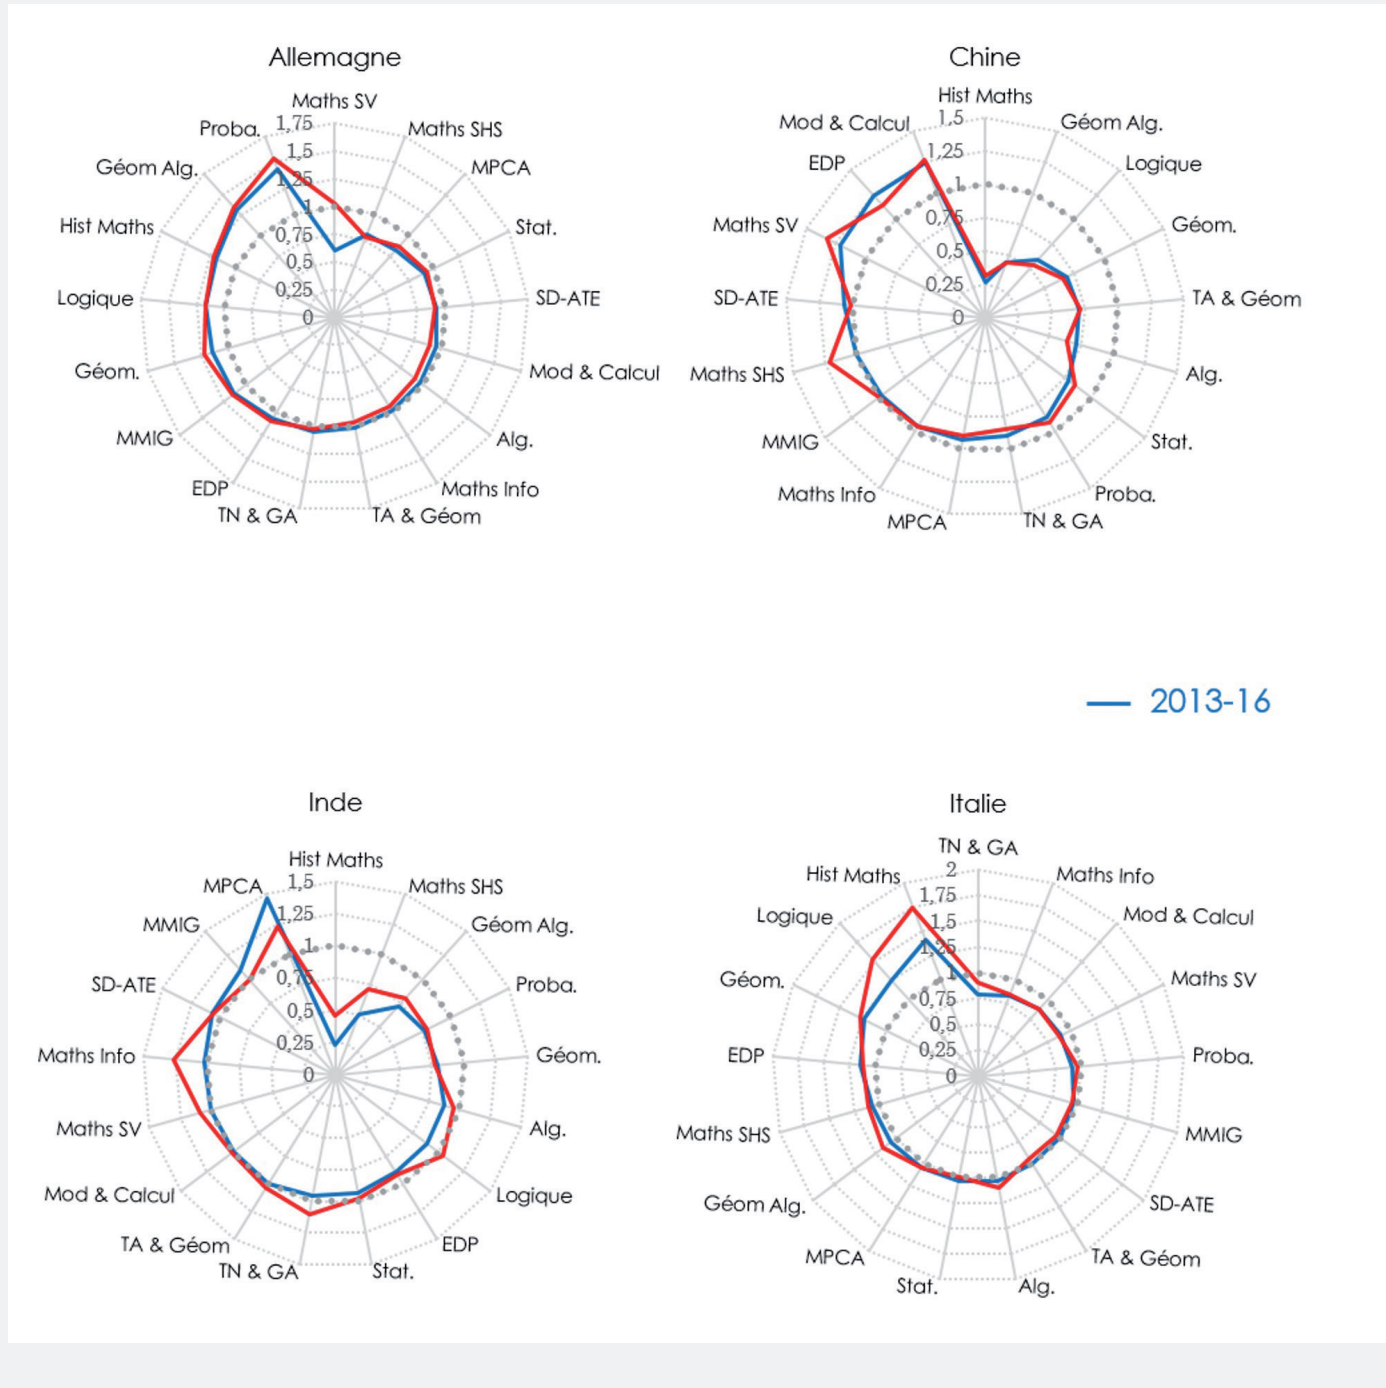 Allemagne
Maths SV
Maths SHS
MPCA
Stat.
SD-ATE
Mod & Calcul
Alg.
Maths Info
TA & Géom
TN & GA
EDP
MMIG
Géom.
Logique
Hist Maths
Géom Alg.
Proba.
1,75
1,5
1,25
1
0,75
0,5
0,25
0
Chine
Hist Maths
Géom Alg.
Logique
Géom.
TA & Géom
Alg.
Stat.
Proba.
TN & GA
MPCA
Maths Info
MMIG
Maths SHS
SD-ATE
Maths SV
EDP
Mod & Calcul
1,5
1,25
1
0,75
0,5
0,25
0
2013-16
Inde
Hist Maths
Maths SHS
Géom Alg.
Proba.
Géom.
Alg.
Logique
EDP
Stat.
TN & GA
TA & Géom
Mod & Calcul
Maths SV
Maths Info
SD-ATE
MMIG
MPCA
1,5
1,25
1
0,75
0,5
0,25
0
Italie
TN & GA
Maths Info
Mod & Calcul
Maths SV
Proba.
MMIG
SD-ATE
TA & Géom
Alg.
Stat.
MPCA
Géom Alg.
Maths SHS
EDP
Géom.
Logique
Hist Maths
2
1,75
1,5
1,25
1
0,75
0,5
0,25
0